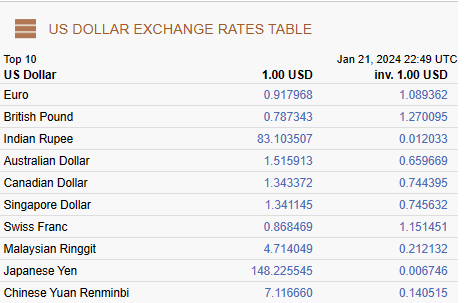 US DOLLAR EXCHANGE RATES TABLE
Top 10 Jan 21, 2024 22:49 UTC
US Dollar 1.00 USD inv. 1.00 USD
Euro 0.917968 1.089362
British Pound 0.787343 1.270095
Indian Rupee 83.103507 0.012033
Australian Dollar 1.515913 0.659669
Canadian Dollar 1.343372 0.744395
Singapore Dollar 1.341145 0.745632
Swiss Franc 0.868469 1.151451
Malaysian Ringgit 4.714049 0.212132
Japanese Yen 148.225545 0.006746
Chinese Yuan Renminbi 7.116660 0.140515